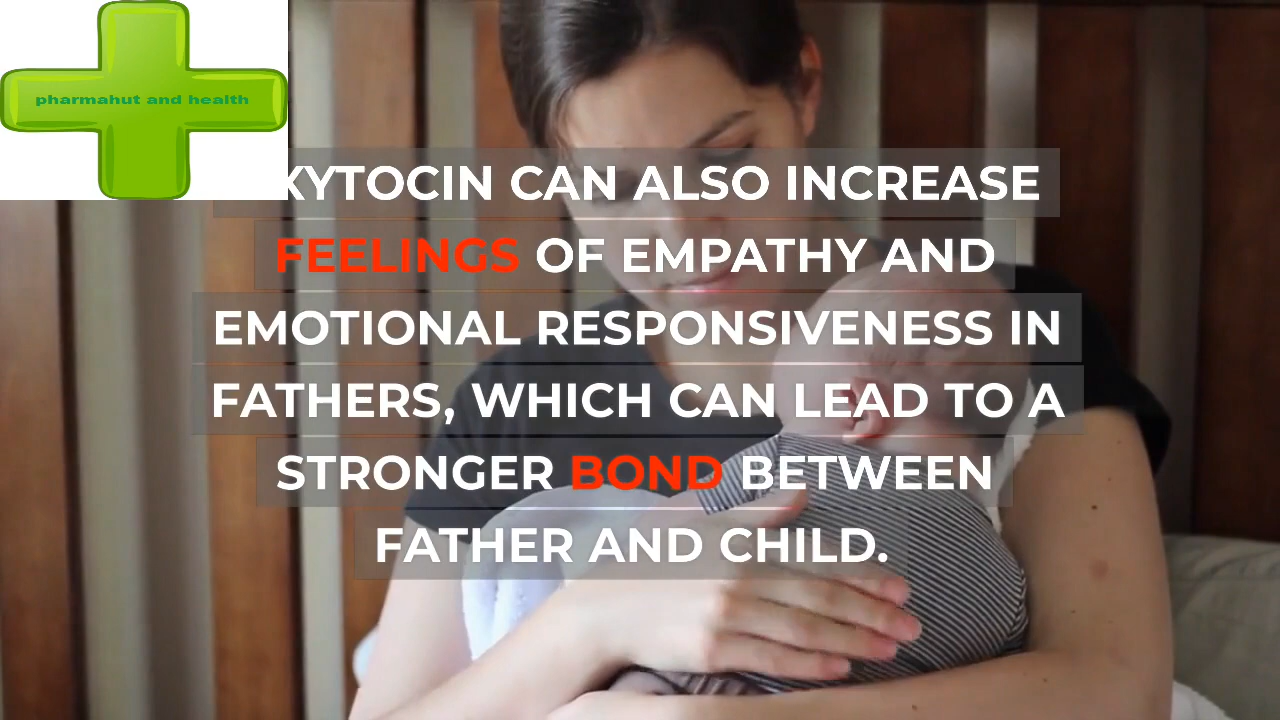 pharmahut and health
XYTOCIN CAN ALSO INCREASE
FEELINGS OF EMPATHY AND
EMOTIONAL RESPONSIVENESS IN
FATHERS, WHICH CAN LEAD TO A
STRONGER BOND BETWEEN
FATHER AND CHILD.